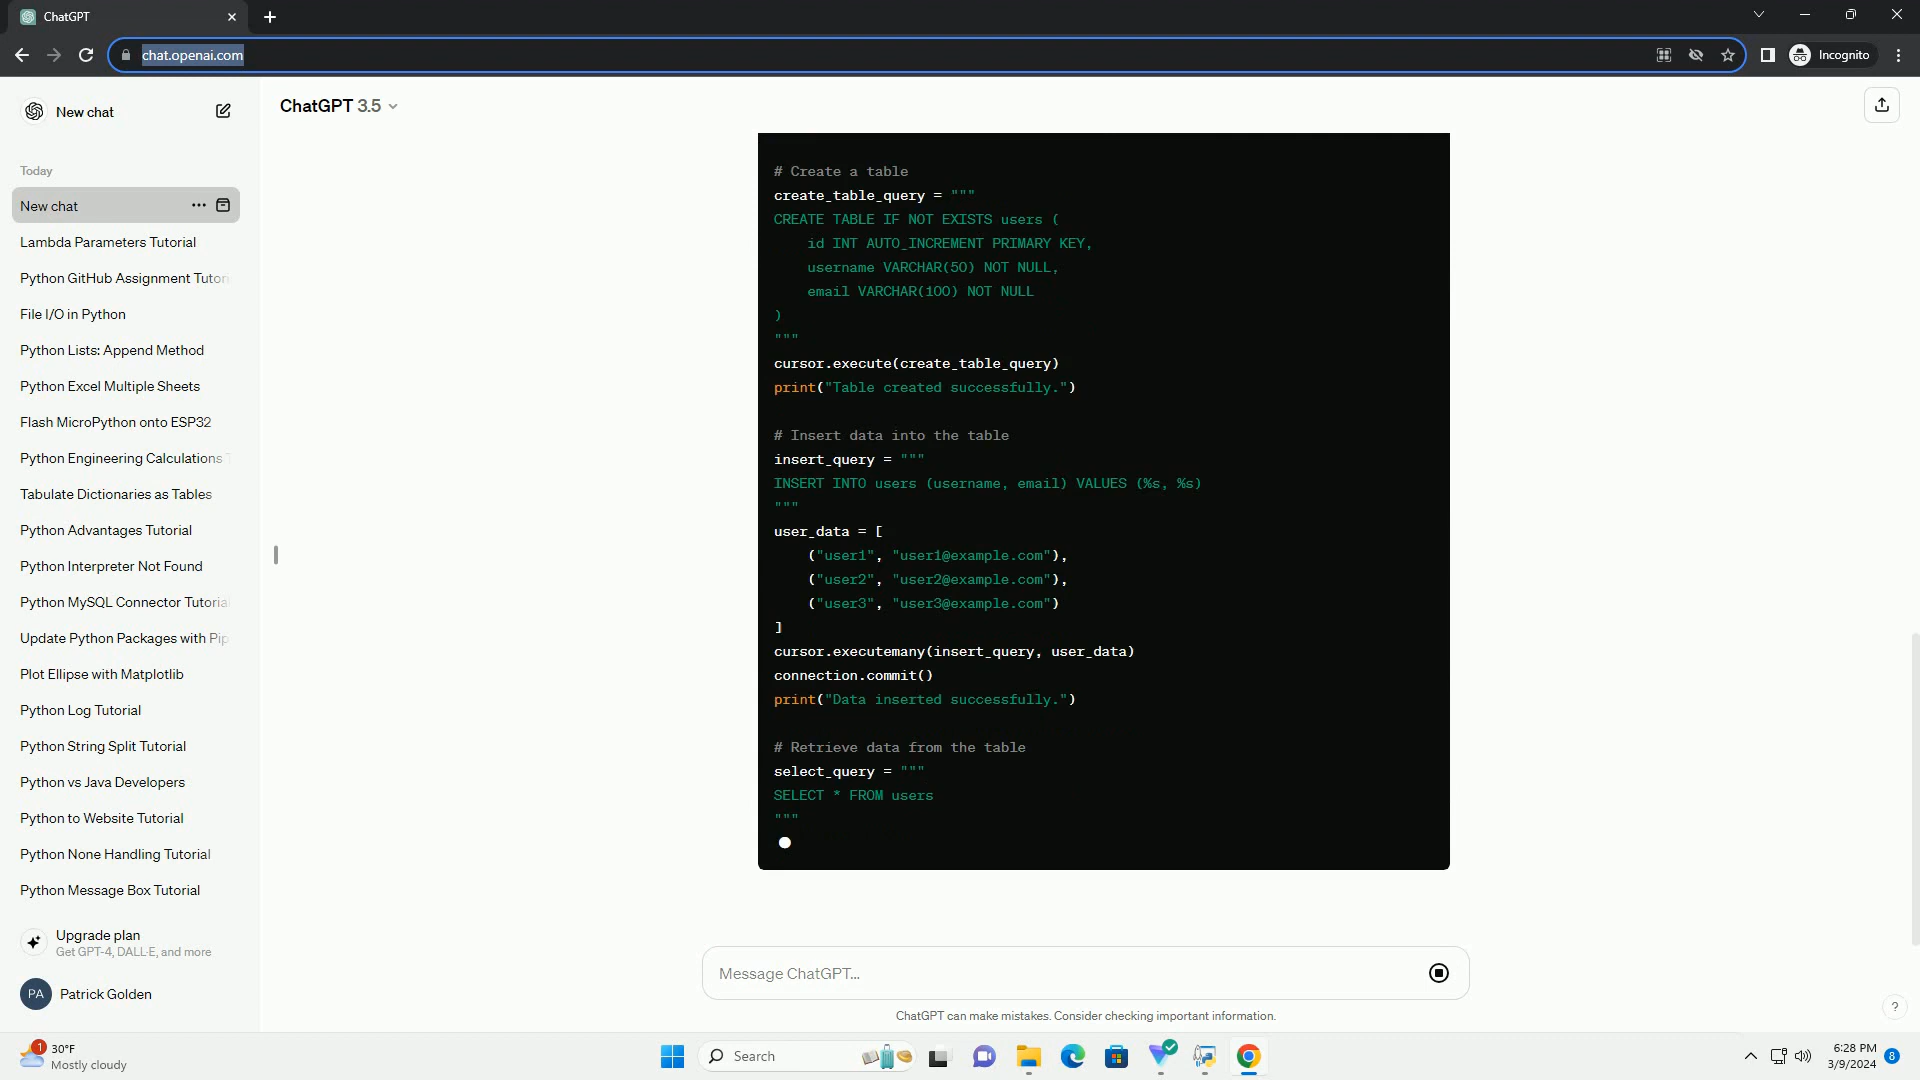 ChatGPT
chat.openai.com
Incognito
New chat
ChatGPT 3.5
Today
New chat
Lambda Parameters Tutorial
Python GitHub Assignment Tutori
File I/O in Python
Python Lists: Append Method
Python Excel Multiple Sheets
Flash MicroPython onto ESP32
Python Engineering Calculations T
Tabulate Dictionaries as Tables
Python Advantages Tutorial
Python Interpreter Not Found
Python MySQL Connector Tutorial
Update Python Packages with Pip
Plot Ellipse with Matplotlib
Python Log Tutorial
Python String Split Tutorial
Python vs Java Developers
Python to Website Tutorial
Python None Handling Tutorial
Python Message Box Tutorial
Upgrade plan
Get GPT-4, DALL·E, and more
PA Patrick Golden
# Create a table
create_table_query = """
CREATE TABLE IF NOT EXISTS users (
    id INT AUTO_INCREMENT PRIMARY KEY,
    username VARCHAR(50) NOT NULL,
    email VARCHAR(100) NOT NULL
)
"""
cursor.execute(create_table_query)
print("Table created successfully.")
# Insert data into the table
insert_query = """
INSERT INTO users (username, email) VALUES (%s, %s)
"""
user_data = [
    ("user1", "user1@example.com"),
    ("user2", "user2@example.com"),
    ("user3", "user3@example.com")
]
cursor.executemany(insert_query, user_data)
connection.commit()
print("Data inserted successfully.")
# Retrieve data from the table
select_query = """
SELECT * FROM users
"""
Message ChatGPT...
ChatGPT can make mistakes. Consider checking important information.
?
1
30°F
Mostly cloudy
Search
6:28 PM
3/9/2024
8